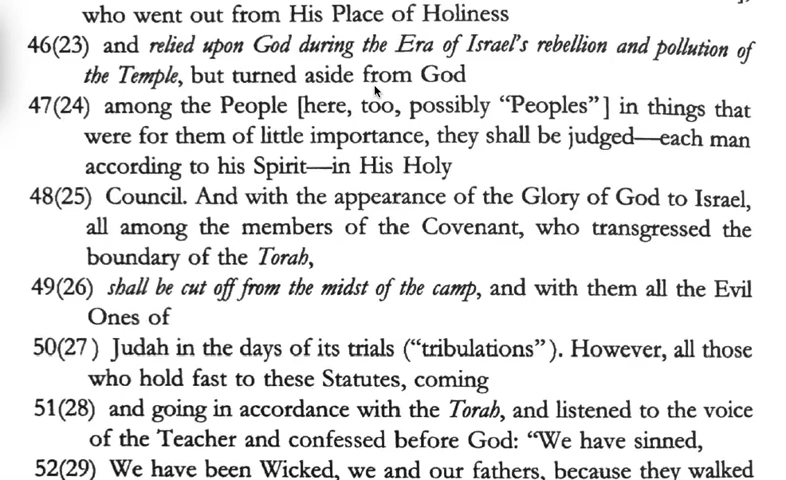 who went out from His Place of Holiness
46(23) and relied upon God during the Era of Israel's rebellion and pollution of
the Temple, but turned aside from God
47(24) among the People [here, too, possibly “Peoples”] in things that
were for them of little importance, they shall be judged—each man
according to his Spirit—in His Holy
48(25) Council. And with the appearance of the Glory of God to Israel,
all among the members of the Covenant, who transgressed the
boundary of the Torah,
49(26) shall be cut off from the midst of the camp, and with them all the Evil
Ones of
50(27 ) Judah in the days of its trials (“tribulations”). However, all those
who hold fast to these Statutes, coming
51(28) and going in accordance with the Torah, and listened to the voice
of the Teacher and confessed before God: “We have sinned,
52(29) We have been Wicked, we and our fathers, because they walked